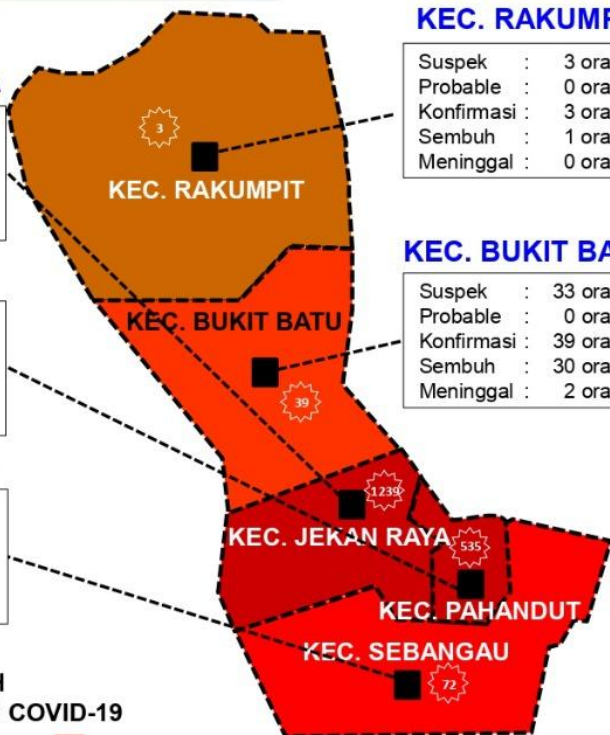 KEC. RAKUMP
Suspek : 3 ora
Probable : 0 ora
Konfirmasi : 3 ora
Sembuh : 1 ora
Meninggal : 0 ora
3
KEC. RAKUMPIT
KEC. BUKIT BA
Suspek : 33 ora
Probable : 0 ora
Konfirmasi : 39 ora
Sembuh : 30 ora
Meninggal : 2 ora
KEC. BUKIT BATU
39
1239
KEC. JEKAN RAYA
535
KEC. PAHANDUT
KEC. SEBANGAU
72
H
COVID-19